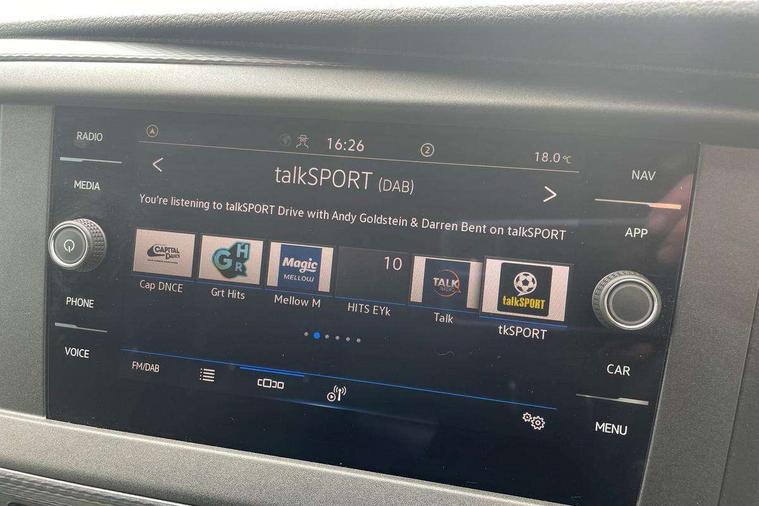 RADIO
MEDIA
PHONE
VOICE
16:26
2
18.0°C
talkSPORT (DAB)
You're listening to talkSPORT Drive with Andy Goldstein & Darren Bent on talkSPORT
CAPITAL
DANCE
GHR
Magic
MELLOW
10
TALK
talkSPORT
Cap DNCE
Grt Hits
Mellow M
HITS EYk
Talk
tkSPORT
FM/DAB
NAV
APP
CAR
MENU